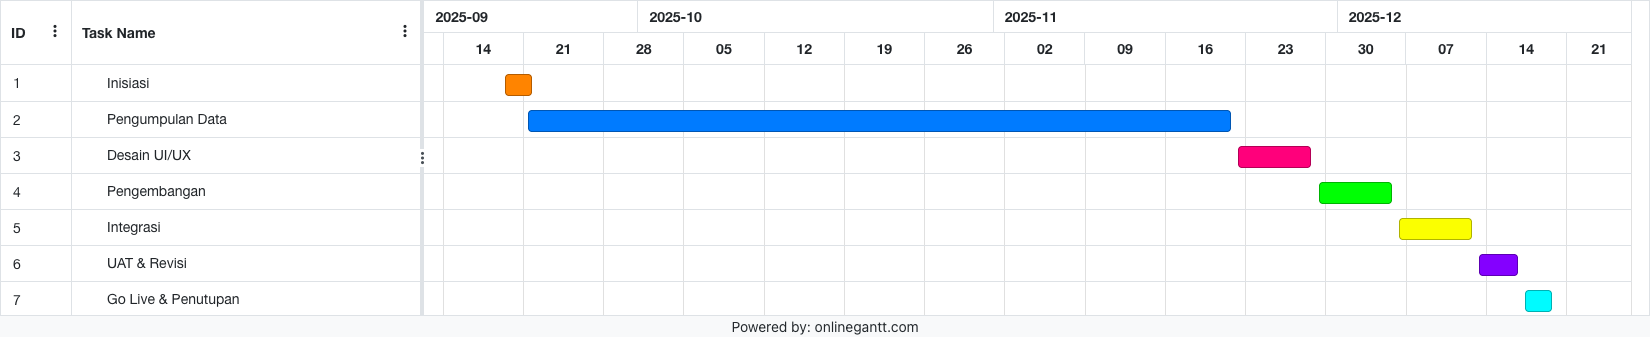 2025-09 2025-10 2025-11 2025-12
ID Task Name
14 21 28 05 12 19 26 02 09 16 23 30 07 14 21
1 Inisiasi
2 Pengumpulan Data
3 Desain UI/UX
4 Pengembangan
5 Integrasi
6 UAT & Revisi
7 Go Live & Penutupan
Powered by: onlinegantt.com